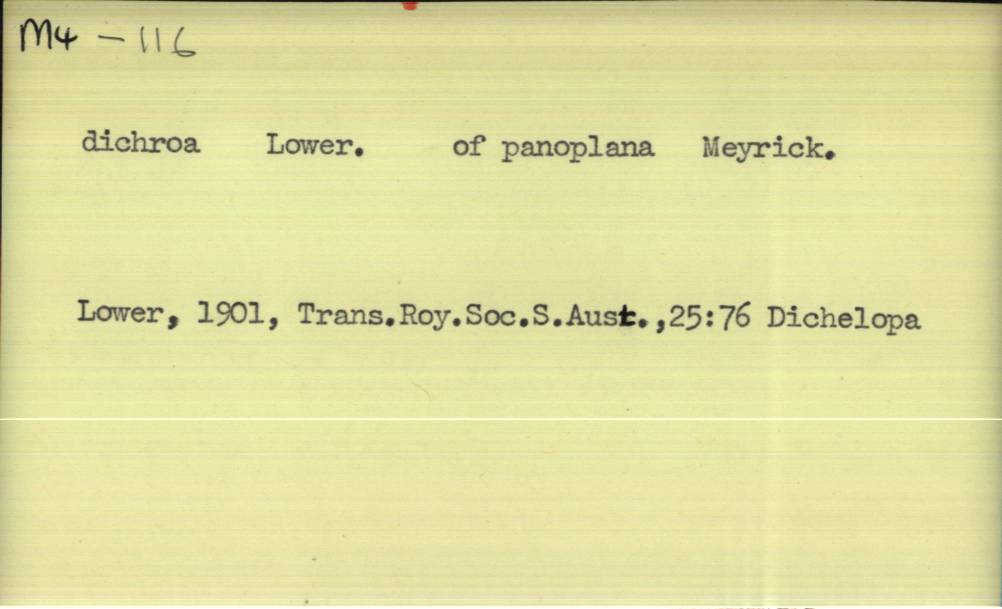 M4 - 116
dichroa Lower. of panoplana Meyrick.
Lower, 1901, Trans.Roy.Soc.S.Aust.,25:76 Dichelopa